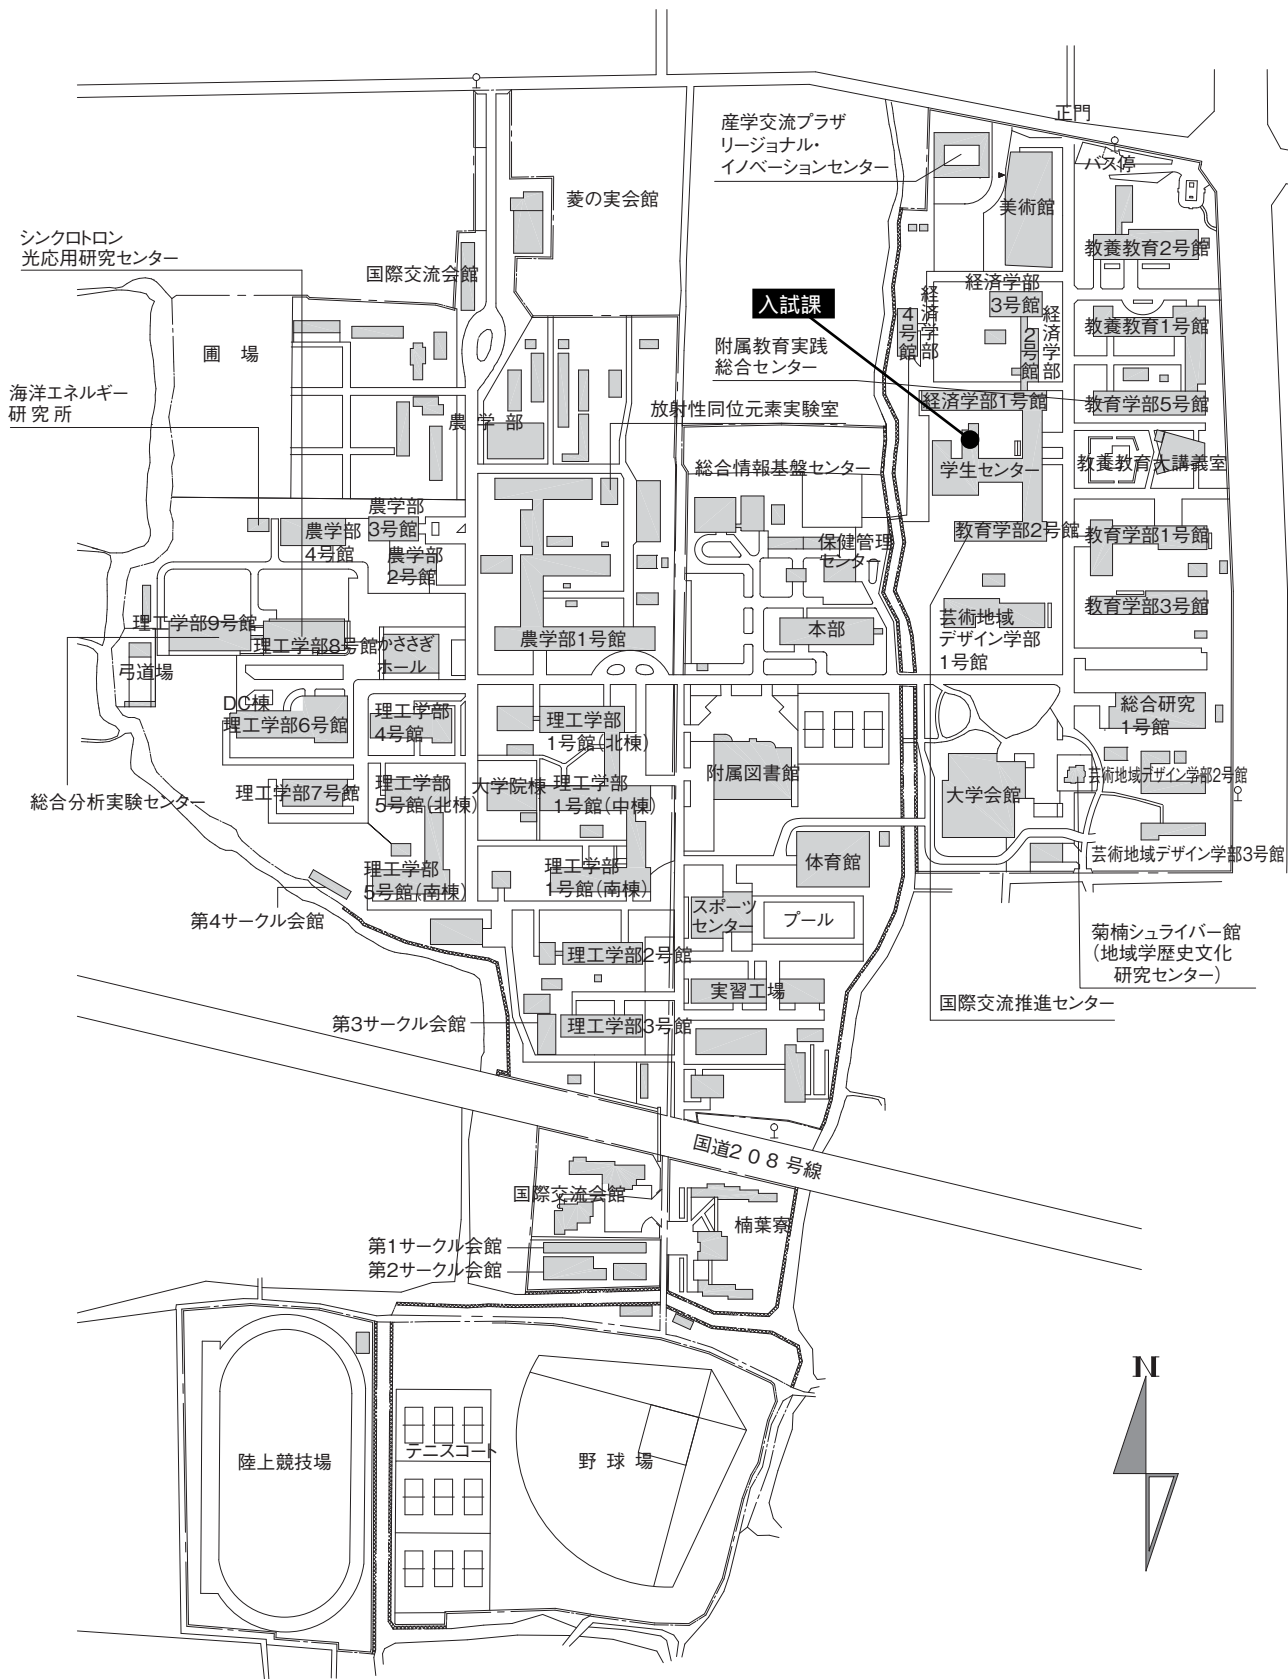 正門
バス停
産学交流プラザ
リージョナル・
イノベーションセンター
美術館
菱の実会館
教養教育2号館
シンクロトロン
光応用研究センター
国際交流会館
経済学部
3号館
経済学部
4号館
経済学部
2号館
入試課
教養教育1号館
圃 場
附属教育実践
総合センター
海洋エネルギー
研究所
農 学 部
放射性同位元素実験室
経済学部1号館
教育学部5号館
総合情報基盤センター
学生センター
教養教育大講義室
農学部
3号館
農学部
4号館
農学部
2号館
保健管理
センター
教育学部2号館
教育学部1号館
理工学部9号館
理工学部8号館
かささぎ
ホール
農学部1号館
本部
芸術地域
デザイン学部
1号館
教育学部3号館
弓道場
DC棟
理工学部6号館
理工学部
4号館
理工学部
1号館(北棟)
総合研究
1号館
総合分析実験センター
理工学部7号館
理工学部
5号館(北棟)
大学院棟
理工学部
1号館(中棟)
附属図書館
大学会館
芸術地域デザイン学部2号館
理工学部
5号館(南棟)
理工学部
1号館(南棟)
体育館
芸術地域デザイン学部3号館
第4サークル会館
スポーツ
センター
プール
菊楠シュライバー館
(地域学歴史文化
研究センター)
理工学部2号館
実習工場
国際交流推進センター
第3サークル会館
理工学部3号館
国道208号線
国際交流会館
楠葉寮
第1サークル会館
第2サークル会館
N
陸上競技場
テニスコート
野 球 場